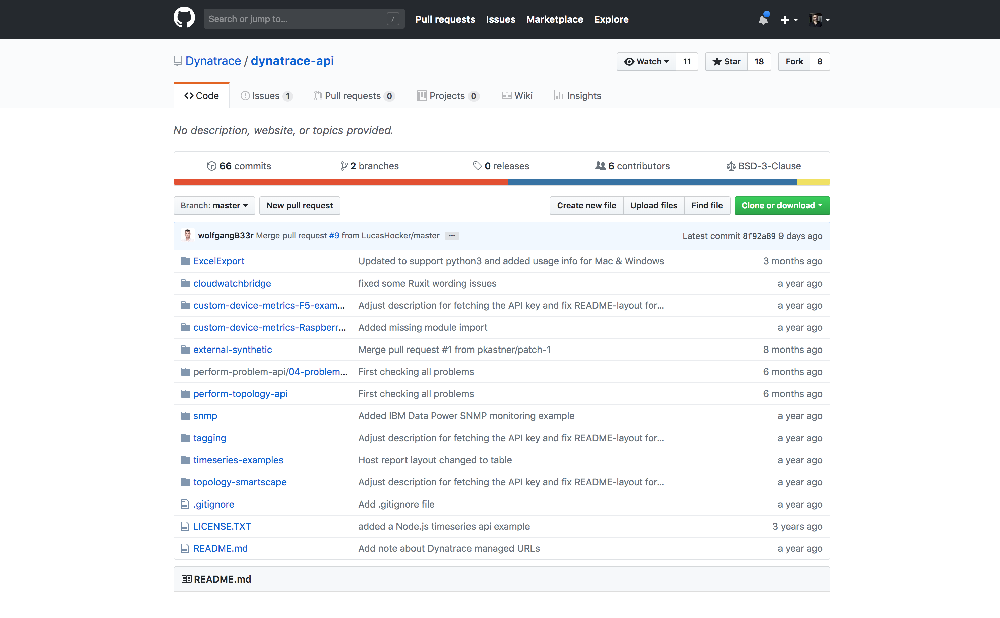 Search or jump to... /
Pull requests Issues Marketplace Explore
Dynatrace / dynatrace-api
Watch 11 Star 18 Fork 8
Code Issues 1 Pull requests 0 Projects 0 Wiki Insights
No description, website, or topics provided.
66 commits 2 branches 0 releases 6 contributors BSD-3-Clause
Branch: master New pull request Create new file Upload files Find file Clone or download
wolfgangB33r Merge pull request #9 from LucasHocker/master ... Latest commit 8f92a89 9 days ago
ExcelExport Updated to support python3 and added usage info for Mac & Windows 3 months ago
cloudwatchbridge fixed some Ruxit wording issues a year ago
custom-device-metrics-F5-exam... Adjust description for fetching the API key and fix README-layout for... a year ago
custom-device-metrics-Raspberr... Added missing module import a year ago
external-synthetic Merge pull request #1 from pkastner/patch-1 8 months ago
perform-problem-api/04-problem... First checking all problems 6 months ago
perform-topology-api First checking all problems 6 months ago
snmp Added IBM Data Power SNMP monitoring example a year ago
tagging Adjust description for fetching the API key and fix README-layout for... a year ago
timeseries-examples Host report layout changed to table a year ago
topology-smartscape Adjust description for fetching the API key and fix README-layout for... a year ago
.gitignore Add .gitignore file a year ago
LICENSE.TXT added a Node.js timeseries api example 3 years ago
README.md Add note about Dynatrace managed URLs a year ago
README.md